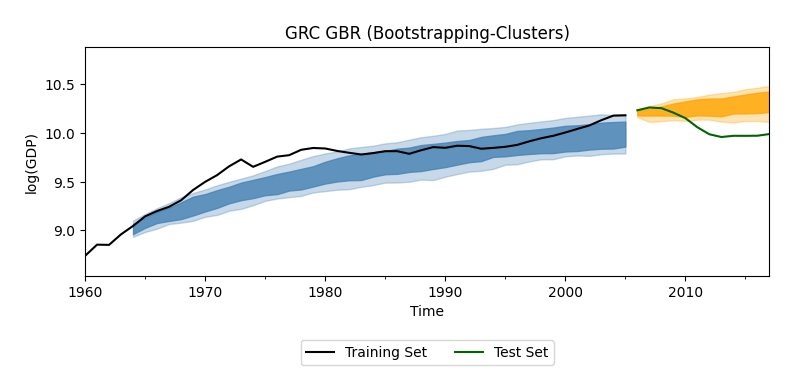 GRC GBR (Bootstrapping-Clusters)
10.5
10.0
9.5
9.0
log(GDP)
1960 1970 1980 1990 2000 2010
Time
Training Set Test Set